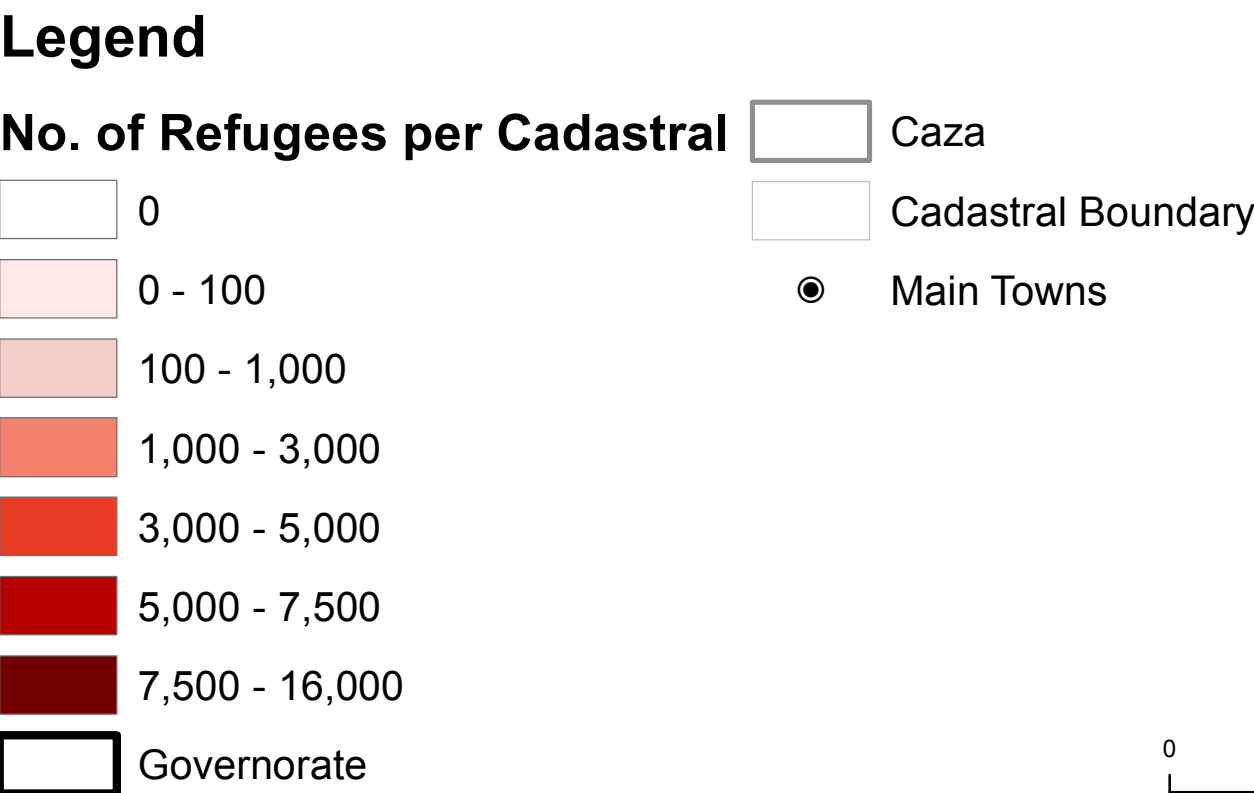 Legend
No. of Refugees per Cadastral
0
0 - 100
100 - 1,000
1,000 - 3,000
3,000 - 5,000
5,000 - 7,500
7,500 - 16,000
Governorate
Caza
Cadastral Boundary
Main Towns
0